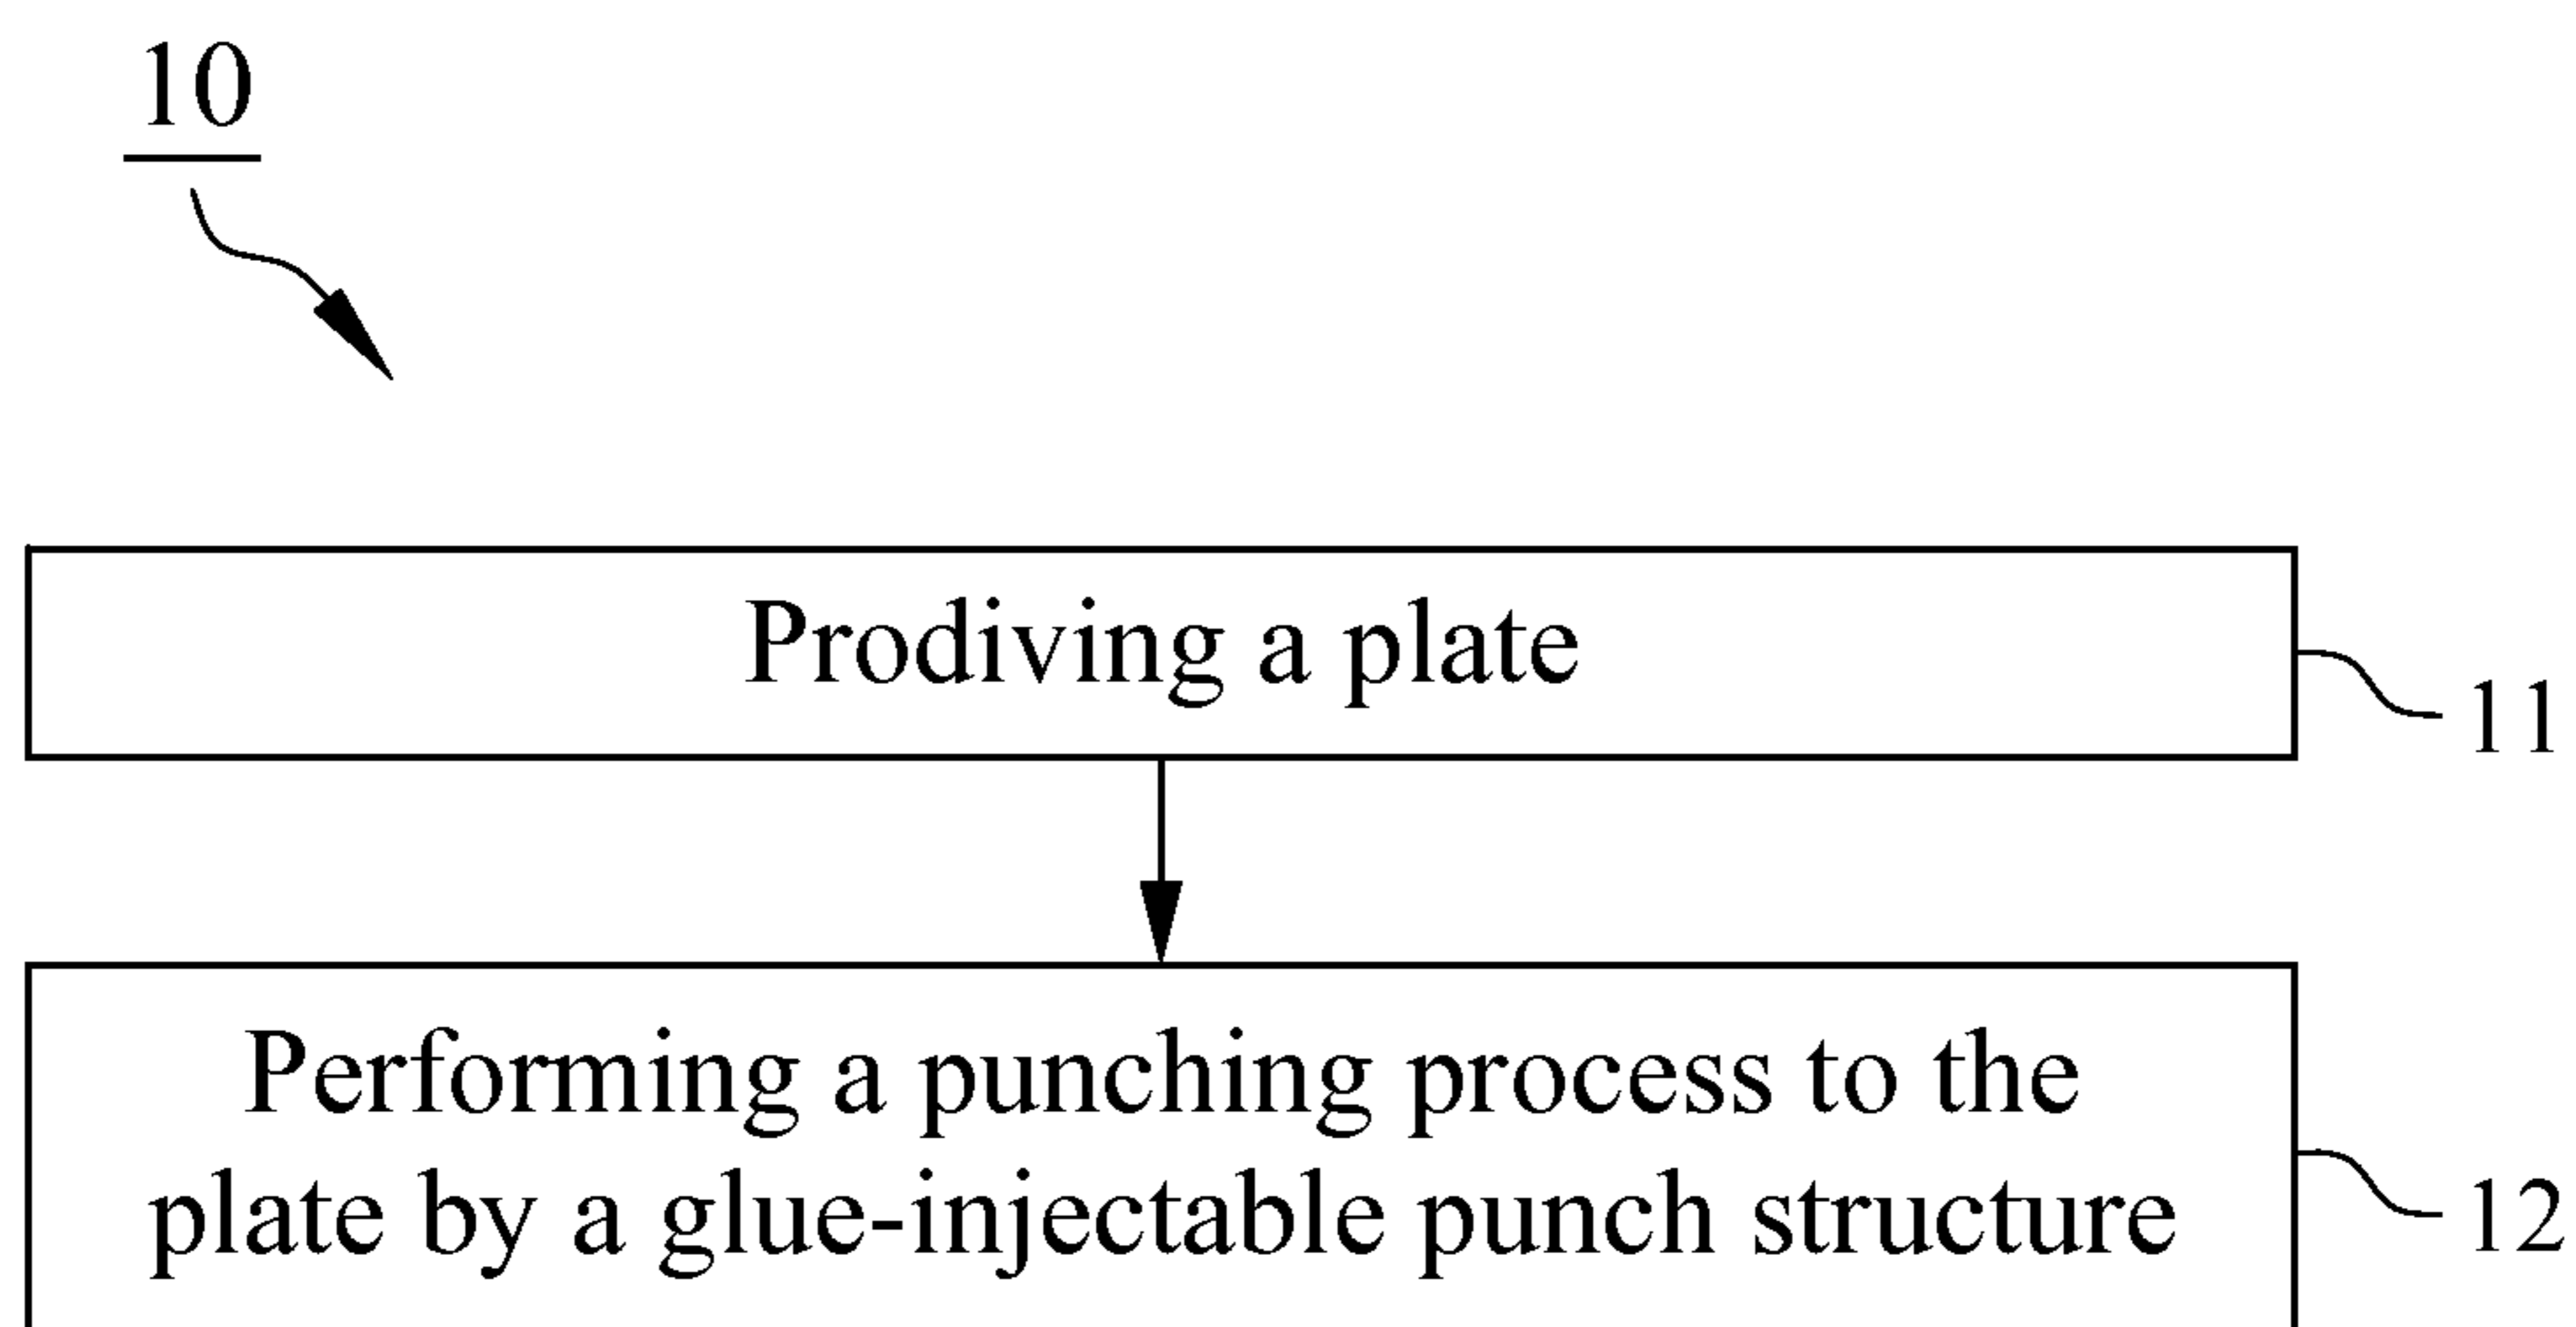 10
Prodiving a plate
11
Performing a punching process to the
plate by a glue-injectable punch structure
12